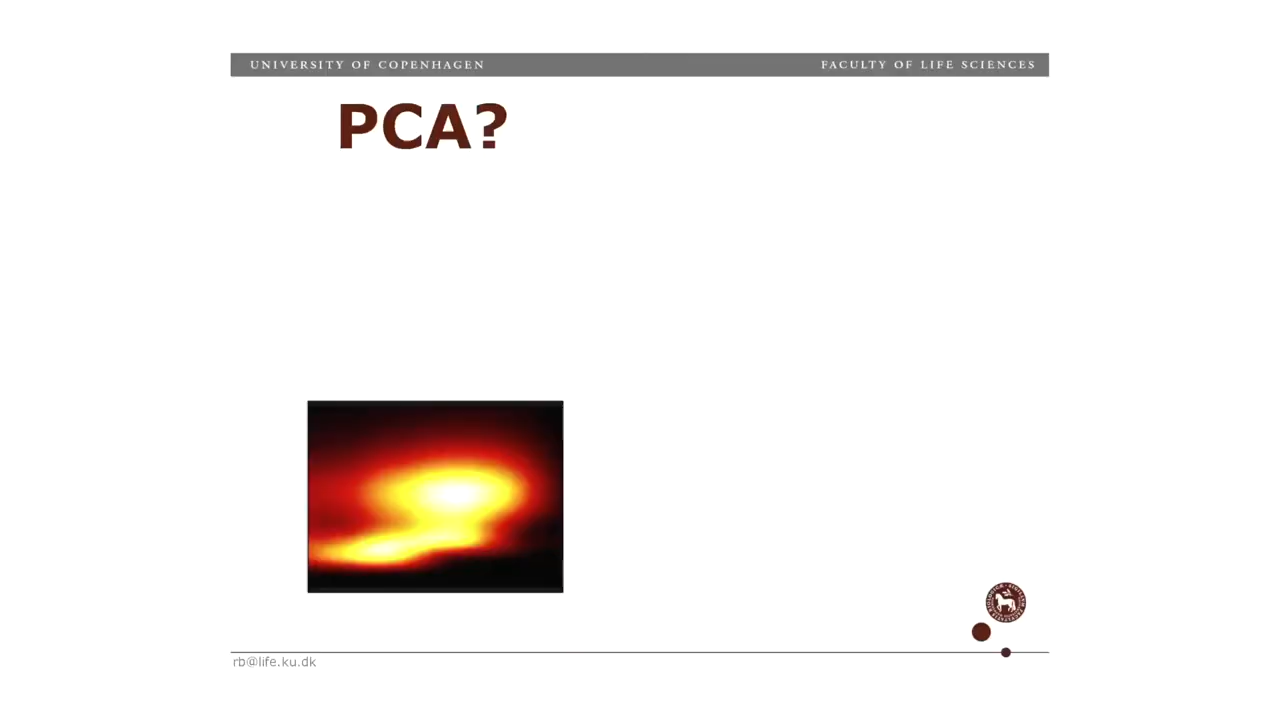 UNIVERSITY OF COPENHAGEN
FACULTY OF LIFE SCIENCES
PCA?
rb@life.ku.dk